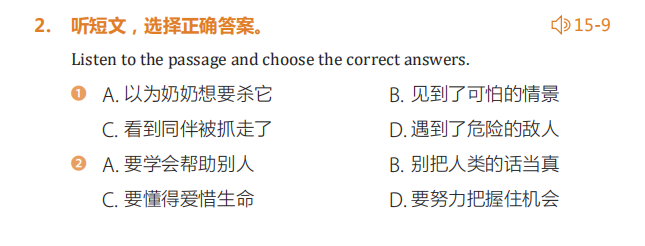 2. 听短文，选择正确答案。 15-9
Listen to the passage and choose the correct answers.
1 A. 以为奶奶想要杀它 B. 见到了可怕的情景
C. 看到同伴被抓走了 D. 遇到了危险的敌人
2 A. 要学会帮助别人 B. 别把人类的话当真
C. 要懂得爱惜生命 D. 要努力把握住机会